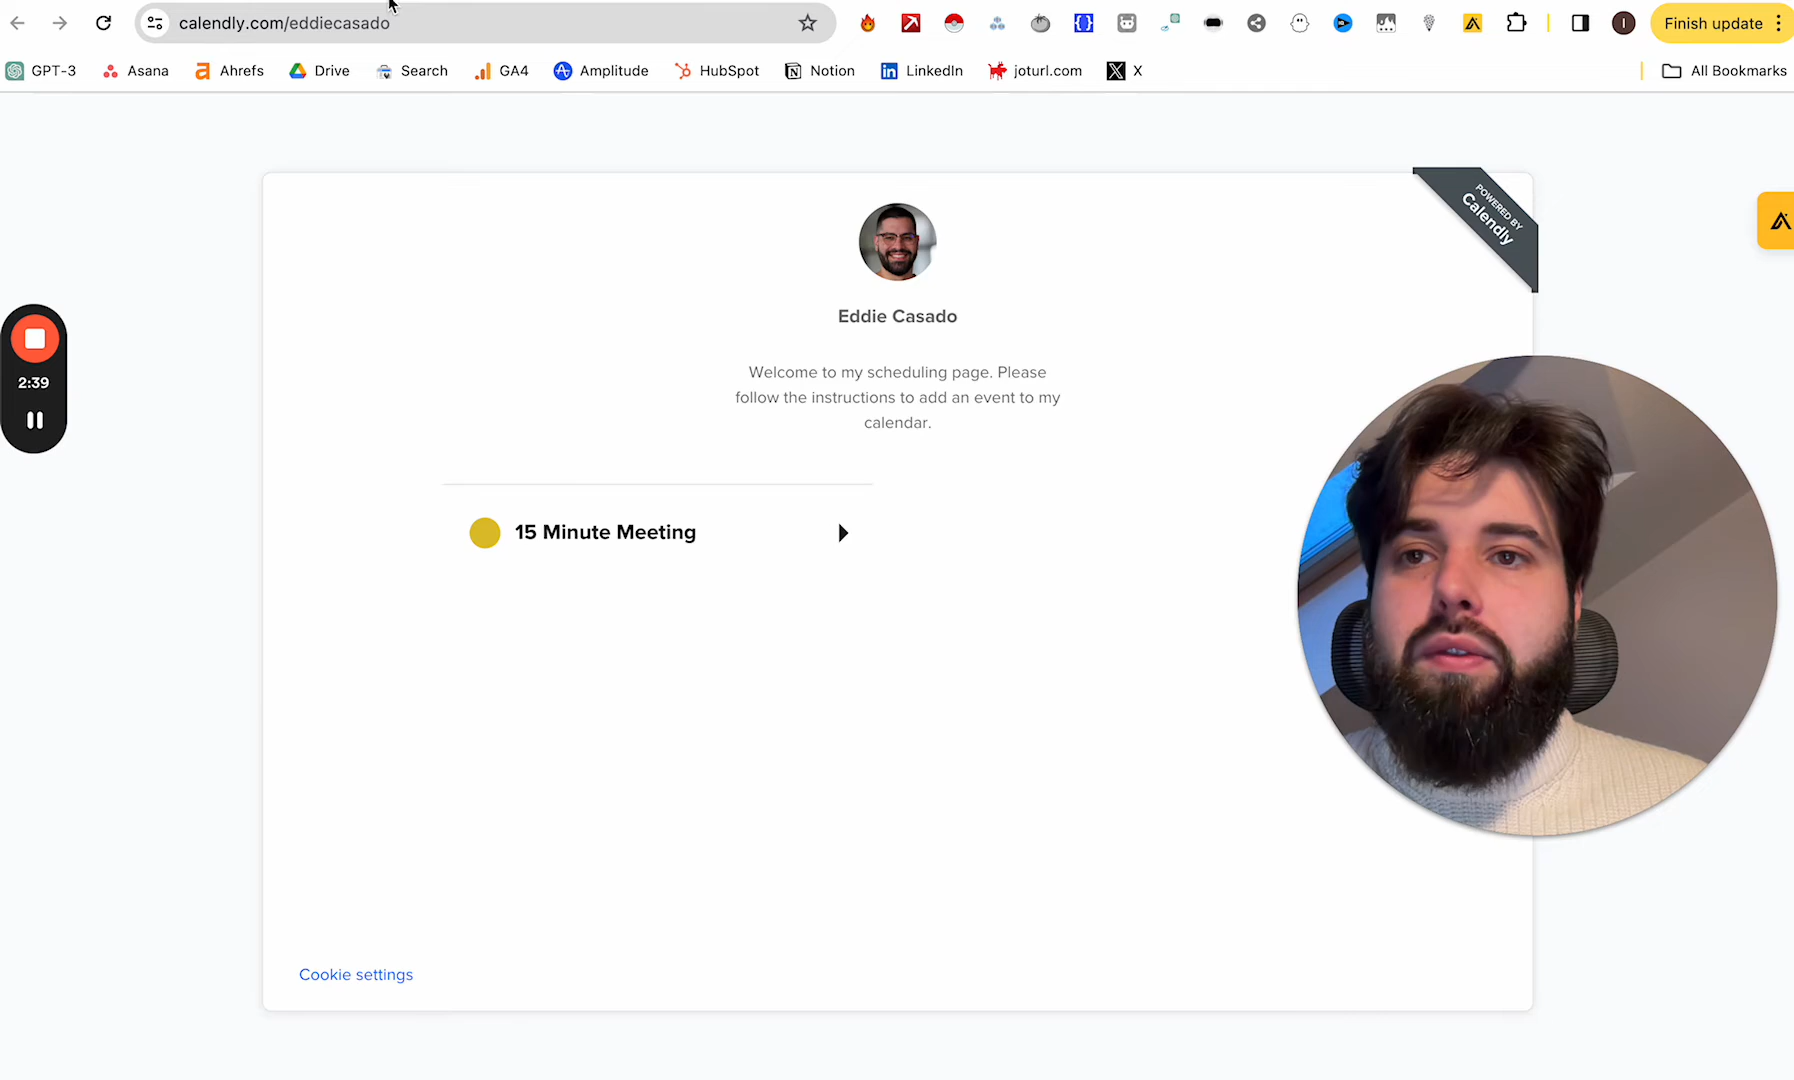 calendly.com/eddiecasado
Finish update
GPT-3
Asana
Ahrefs
Drive
Search
GA4
Amplitude
HubSpot
Notion
LinkedIn
joturl.com
X
All Bookmarks
POWERED BY
Calendly
Eddie Casado
Welcome to my scheduling page. Please
follow the instructions to add an event to my
calendar.
2:39
15 Minute Meeting
Cookie settings